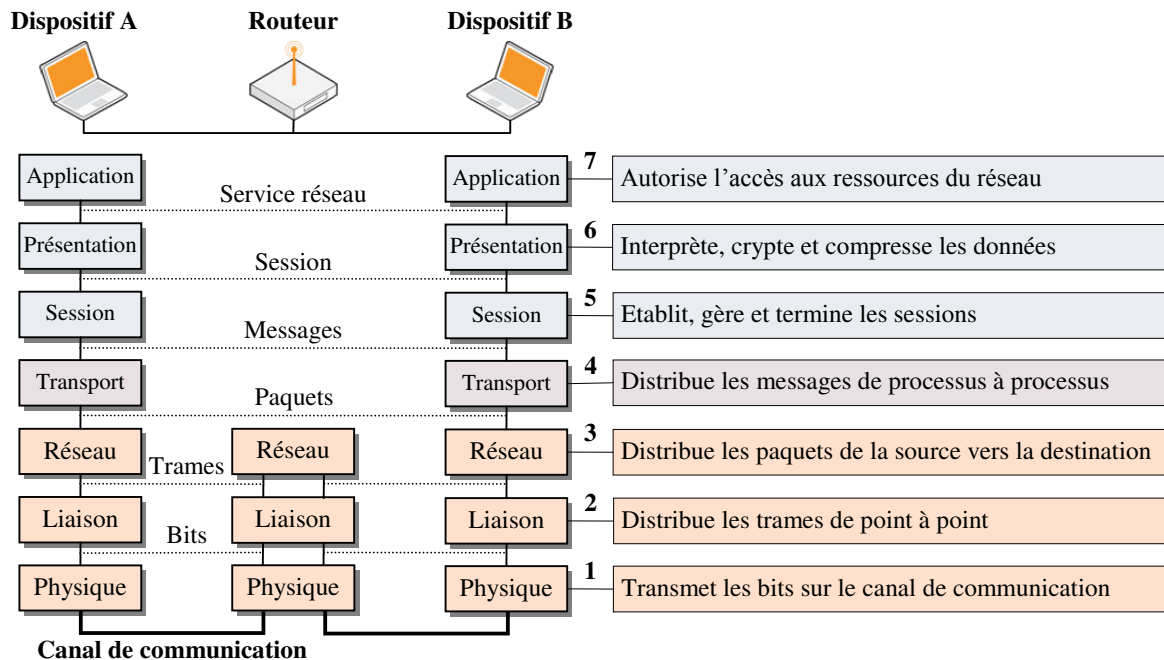 Dispositif A
Routeur
Dispositif B
Application
Application
7
Autorise l’accès aux ressources du réseau
Service réseau
Présentation
Présentation
6
Interprète, crypte et compresse les données
Session
Session
Session
5
Etablit, gère et termine les sessions
Messages
Transport
Transport
4
Distribue les messages de processus à processus
Paquets
Réseau
Réseau
Réseau
3
Distribue les paquets de la source vers la destination
Trames
Liaison
Liaison
Liaison
2
Distribue les trames de point à point
Bits
Physique
Physique
Physique
1
Transmet les bits sur le canal de communication
Canal de communication